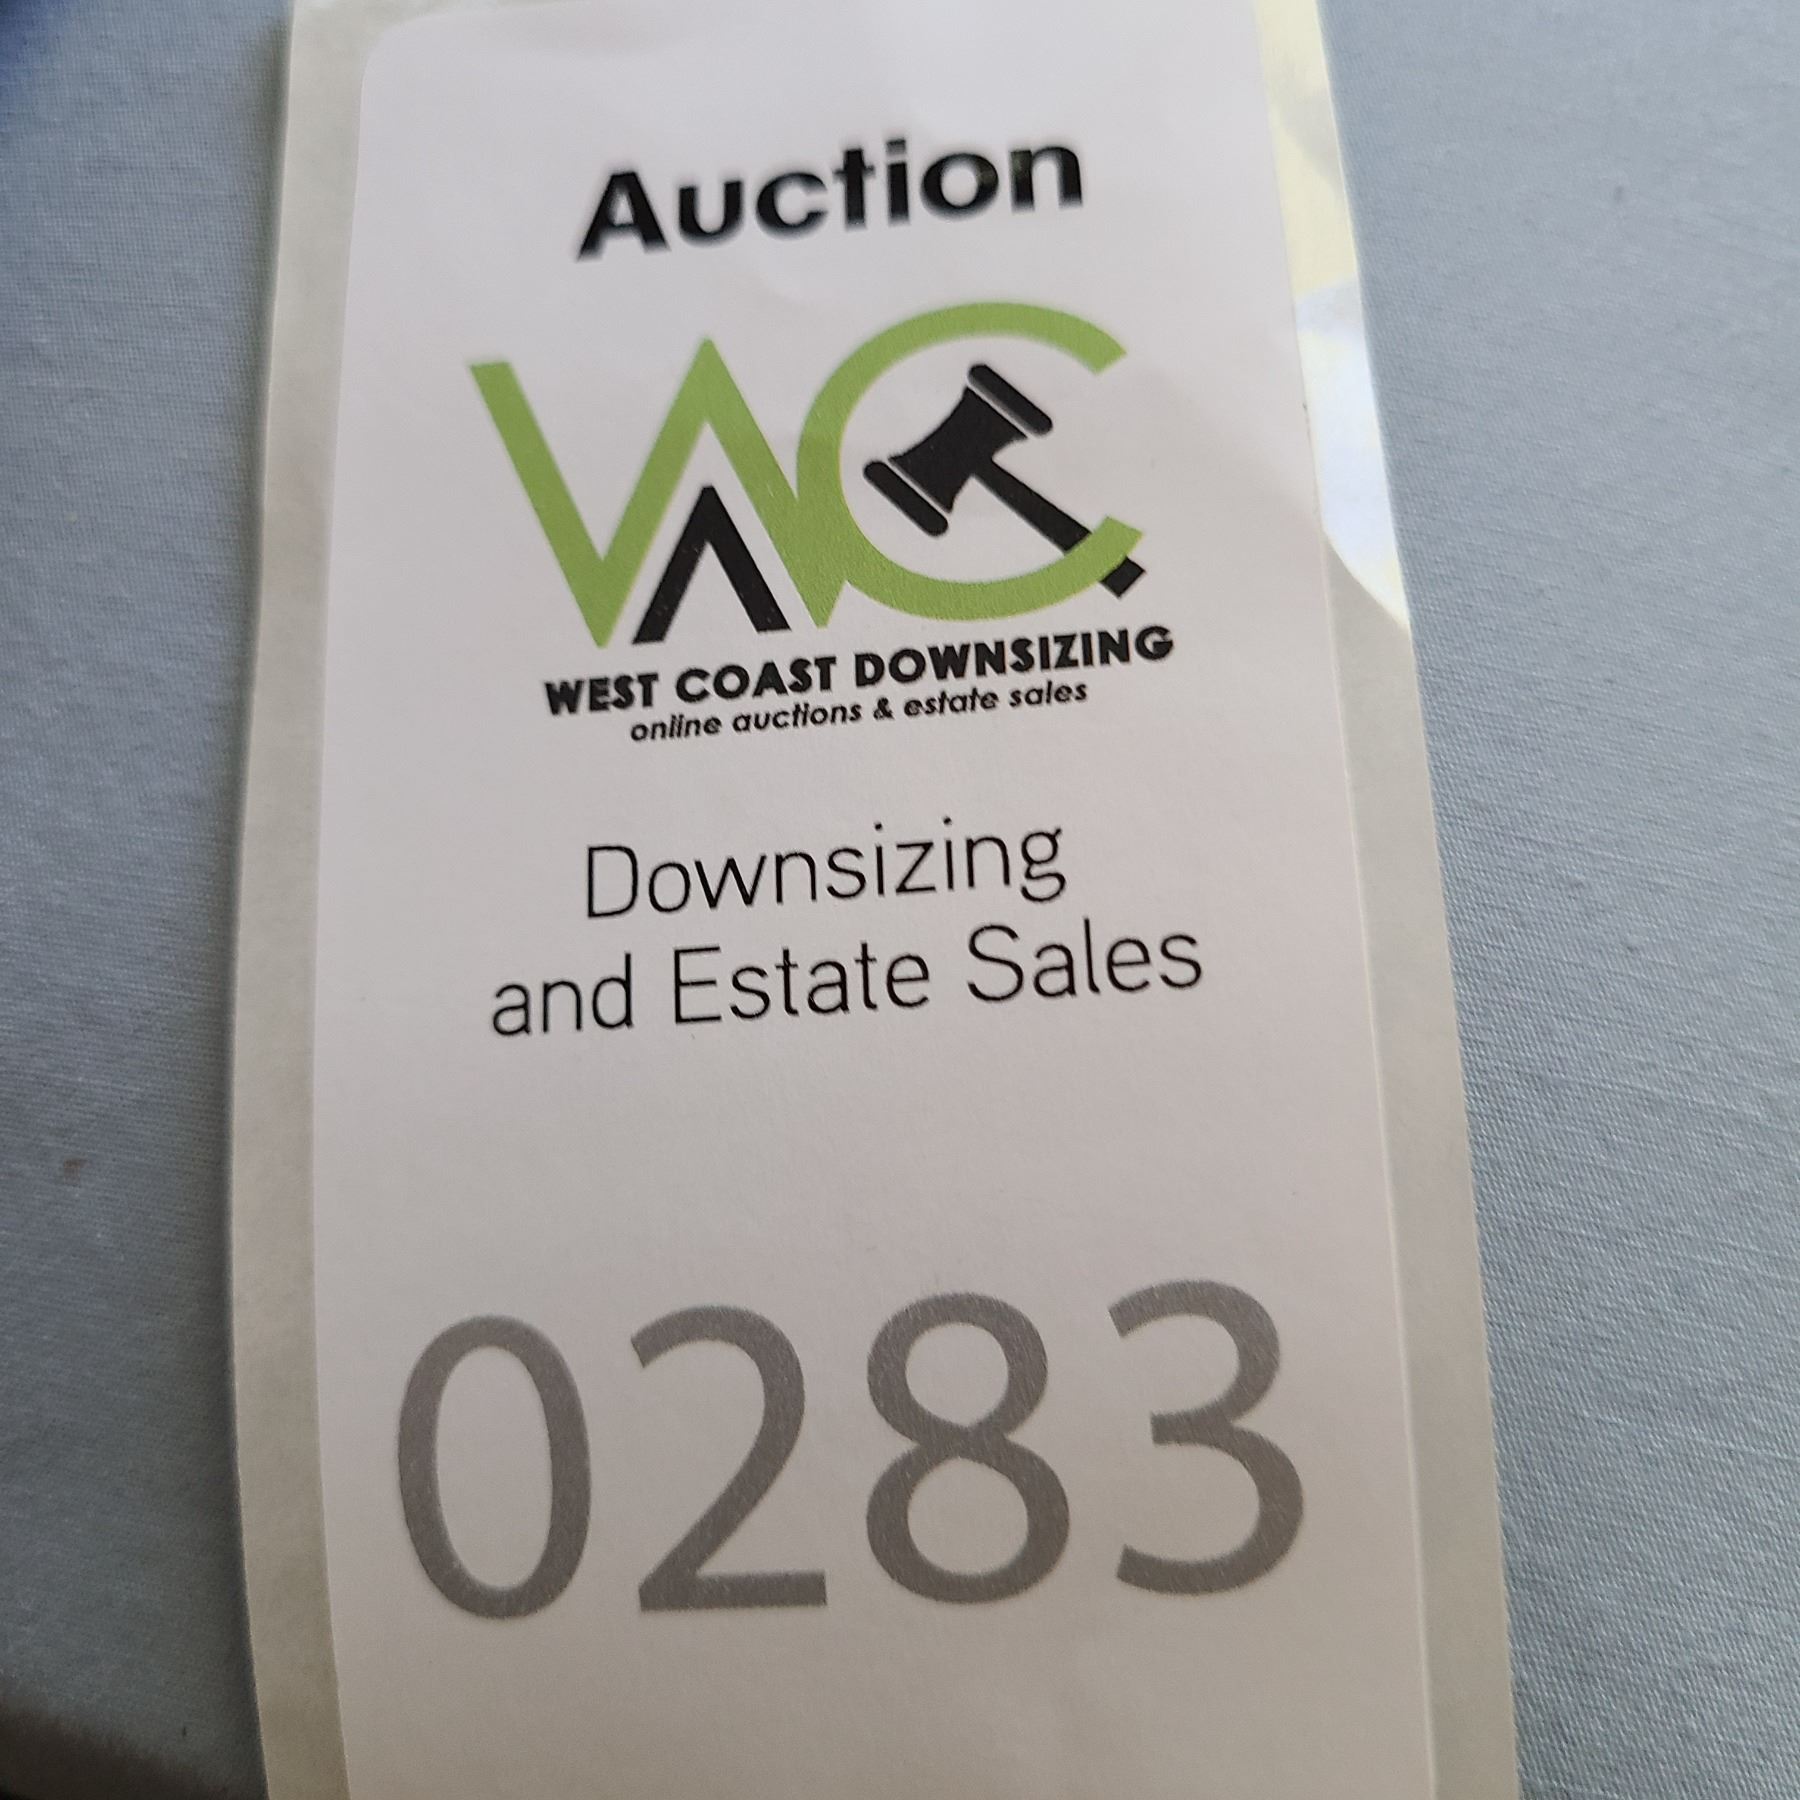 Auction
WC
WEST COAST DOWNSIZING
online auctions & estate sales
Downsizing
and Estate Sales
0283